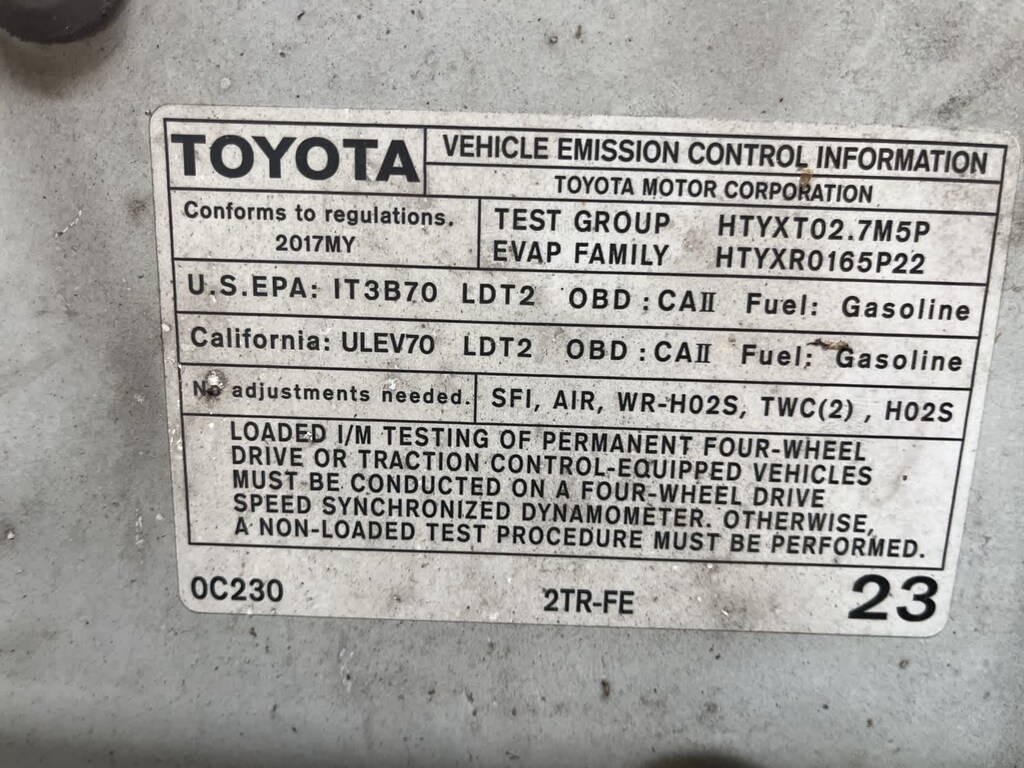 TOYOTA
VEHICLE EMISSION CONTROL INFORMATION
TOYOTA MOTOR CORPORATION
Conforms to regulations.
2017MY
TEST GROUP HTYXT02.7M5P
EVAP FAMILY HTYXR0165P22
U.S.EPA: IT3B70 LDT2 OBD : CAⅡ Fuel: Gasoline
California: ULEV70 LDT2 OBD : CAⅡ Fuel: Gasoline
No adjustments needed.
SFI, AIR, WR-HO2S, TWC(2) , HO2S
LOADED I/M TESTING OF PERMANENT FOUR-WHEEL
DRIVE OR TRACTION CONTROL-EQUIPPED VEHICLES
MUST BE CONDUCTED ON A FOUR-WHEEL DRIVE
SPEED SYNCHRONIZED DYNAMOMETER. OTHERWISE,
A NON-LOADED TEST PROCEDURE MUST BE PERFORMED.
0C230 2TR-FE 23